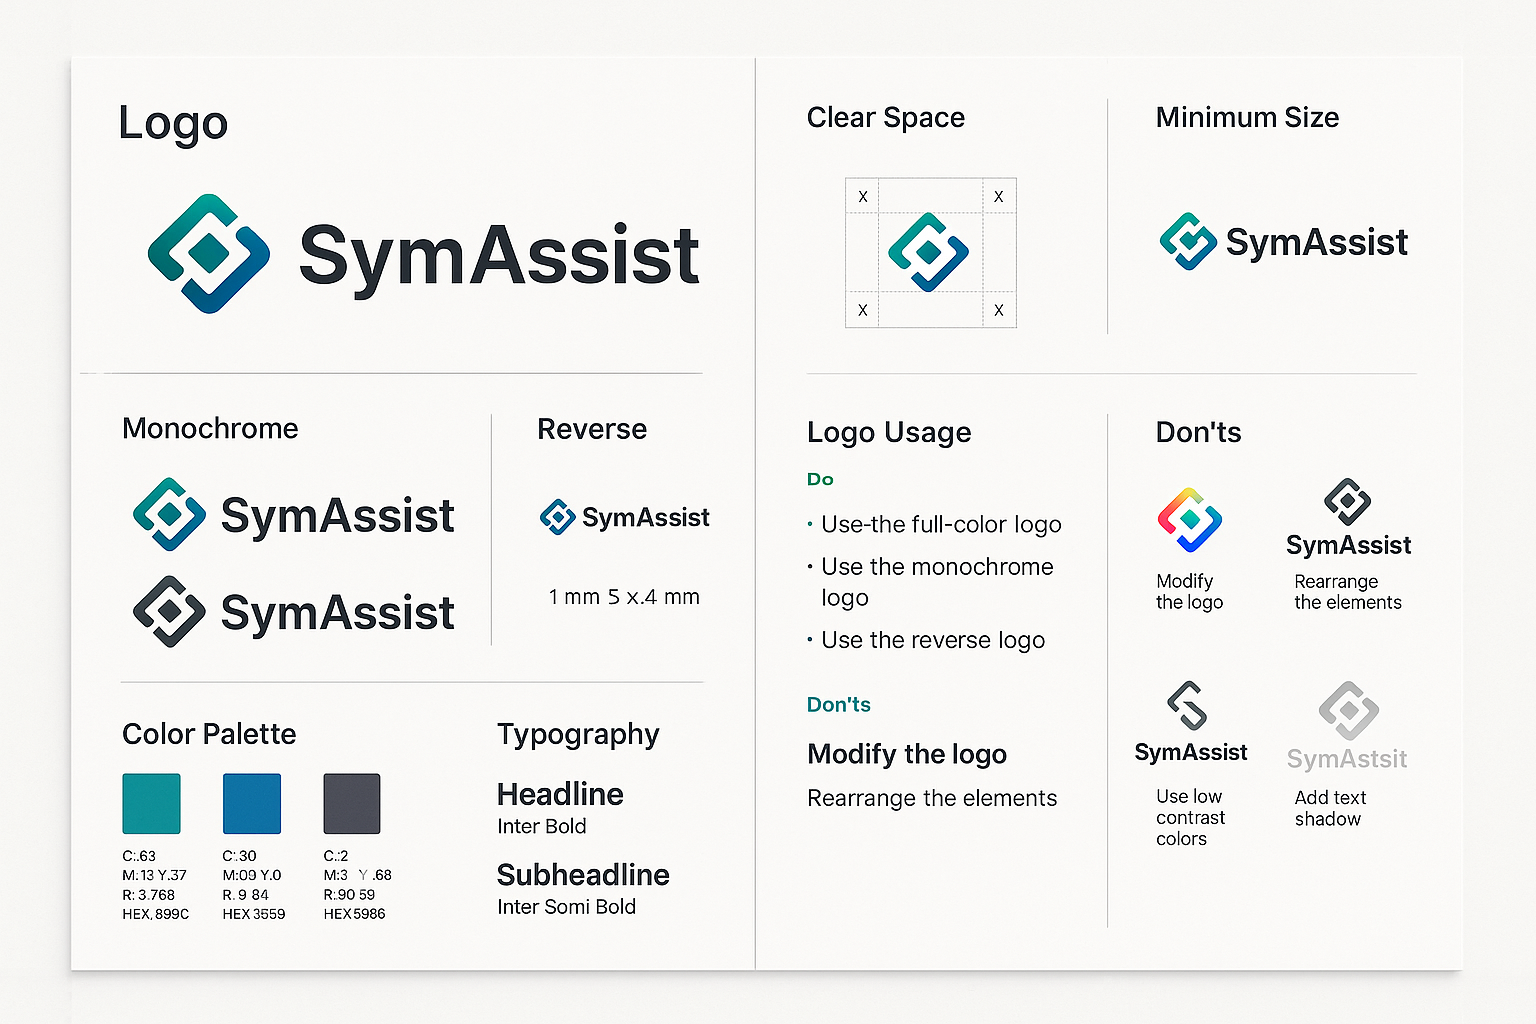 Logo
SymAssist
Monochrome
SymAssist
SymAssist
Reverse
SymAssist
1 mm 5 x.4 mm
Color Palette
C:.63
M:13 Y.37
R: 3.768
HEX, 899C
C:.30
M:09 Y.0
R. 9 84
HEX 3559
C.:2
M:3 Y .68
R:.90 59
HEX 5986
Typography
Headline
Inter Bold
Subheadline
Inter Somi Bold
Clear Space
X X
X X
Minimum Size
SymAssist
Logo Usage
Do
• Use-the full-color logo
• Use the monochrome
logo
• Use the reverse logo
Don'ts
Modify the logo
Rearrange the elements
Don'ts
Modify
the logo
SymAssist
Rearrange
the elements
SymAssist
Use low
contrast
colors
SymAstsit
Add text
shadow